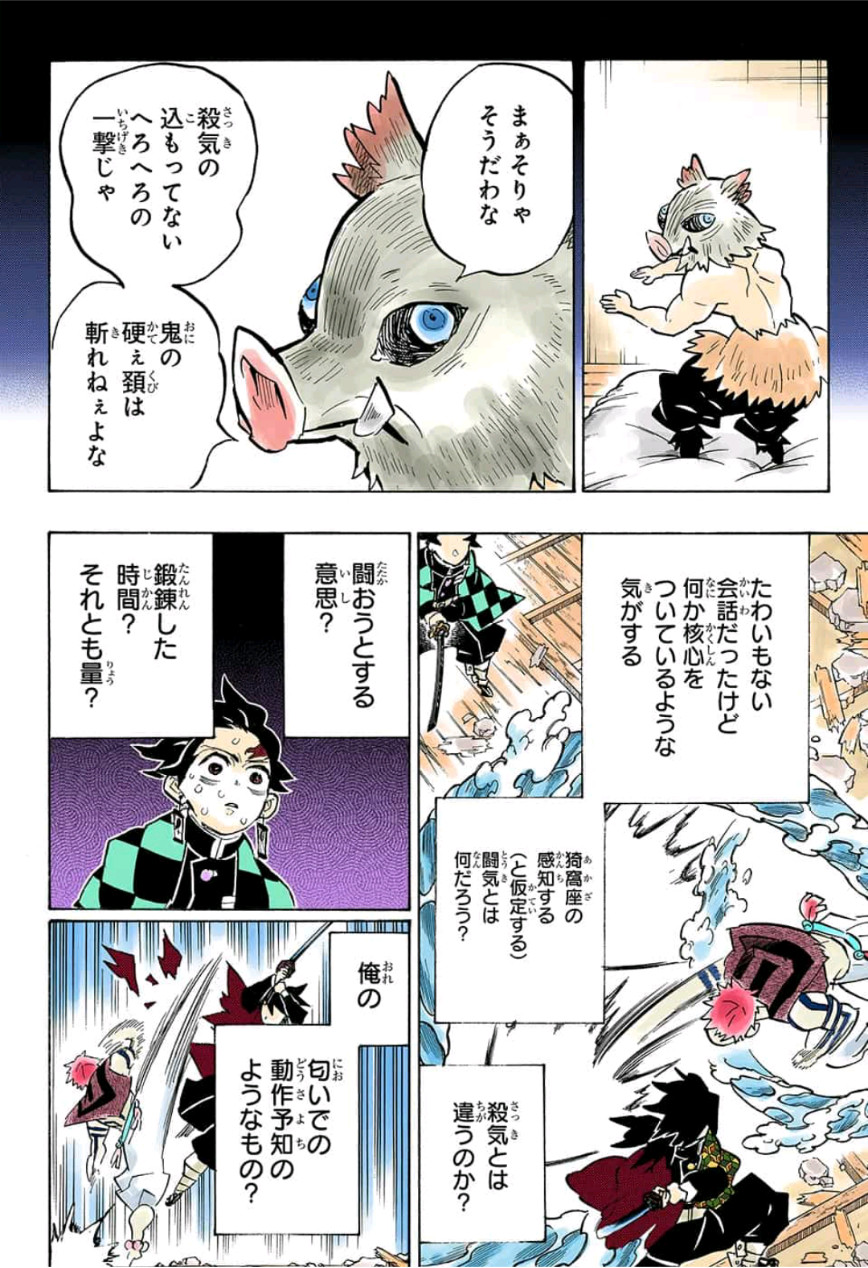 まぁそりゃ
そうだわな
殺気の
込もってない
へろへろの
一撃じゃ
鬼の
硬ぇ頚は
斬れねぇよな
たわいもない
会話だったけど
何か核心を
ついているような
気がする
猗窩座の
感知する
(と仮定する)
闘気とは
何だろう？
殺気とは
違うのか？
闘おうとする
意思？
鍛錬した
時間？
それとも量？
俺の
匂いでの
動作予知の
ようなもの？